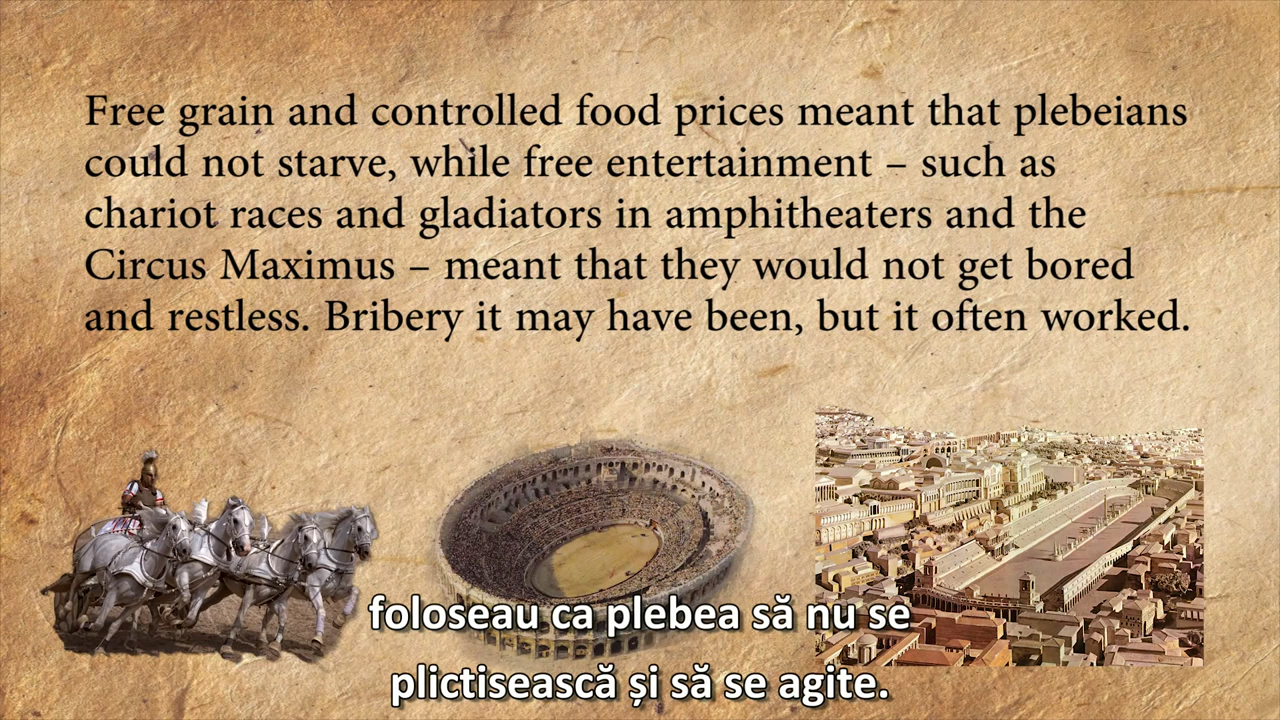 Free grain and controlled food prices meant that plebeians
could not starve, while free entertainment – such as
chariot races and gladiators in amphitheaters and the
Circus Maximus – meant that they would not get bored
and restless. Bribery it may have been, but it often worked.
foloseau ca plebea să nu se
plictisească și să se agite.